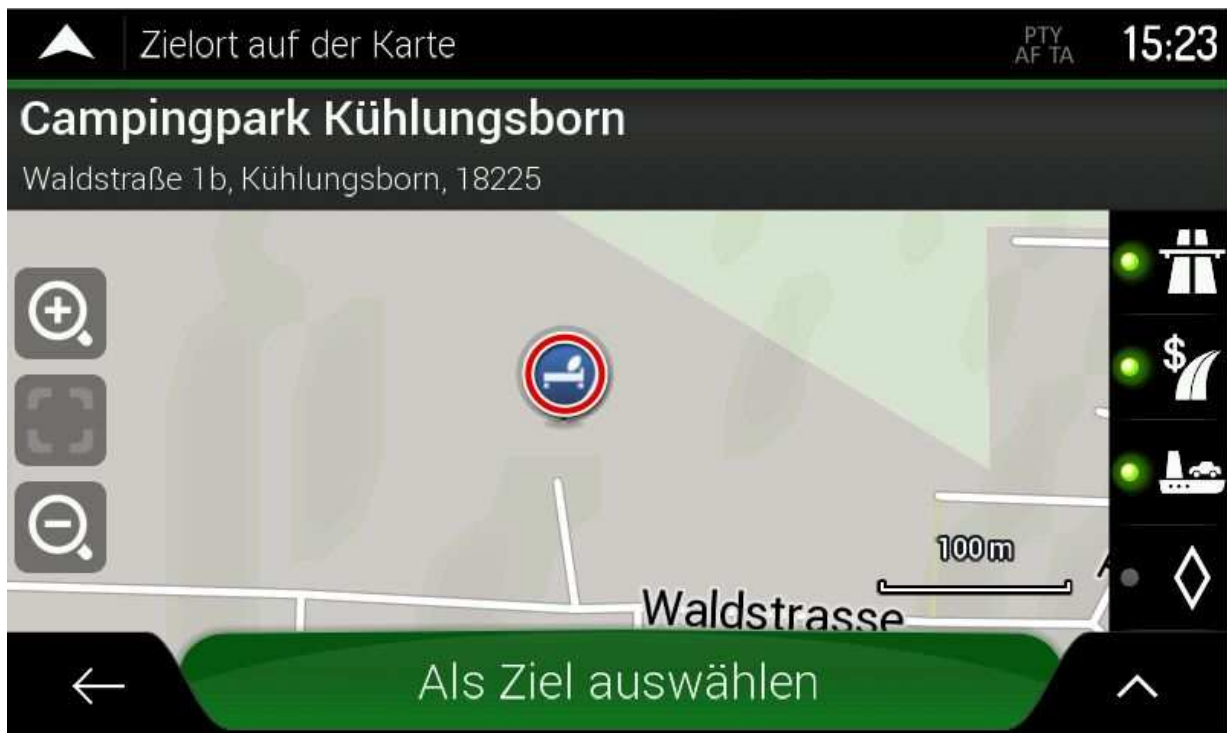 Zielort auf der Karte
PTY
AF TA
15:23
Campingpark Kühlungsborn
Waldstraße 1b, Kühlungsborn, 18225
$
100 m
Waldstrasse
Als Ziel auswählen